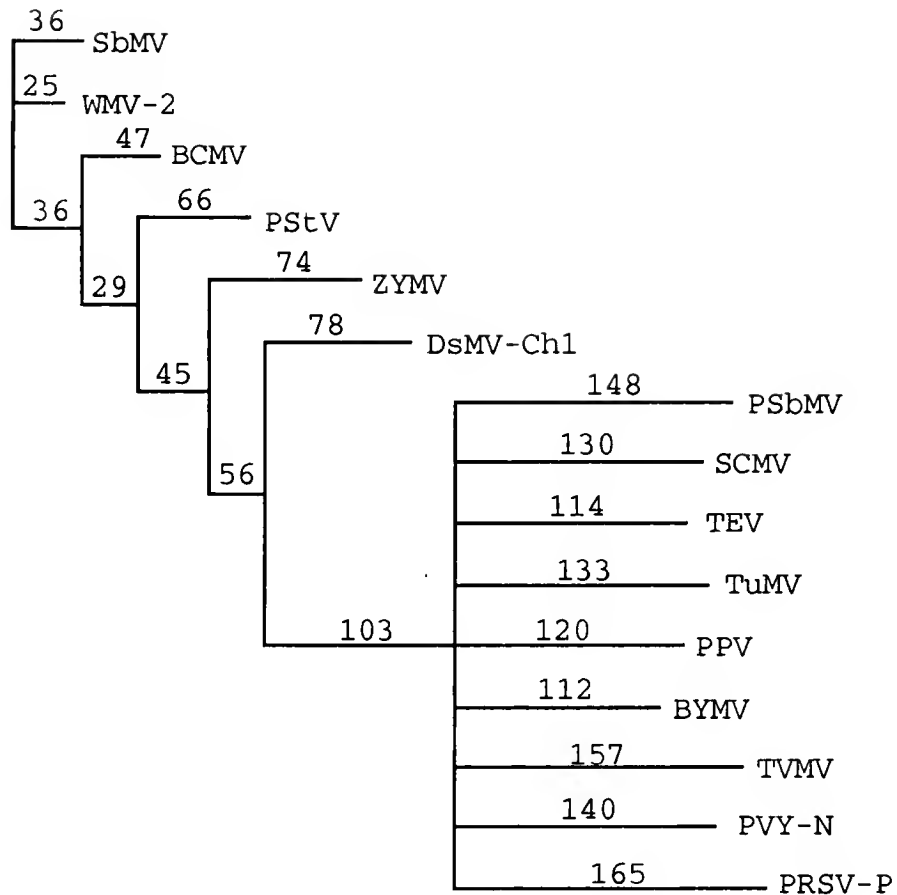 36
SbMV
25
WMV-2
47
BCMV
36
66
PStV
29
74
ZYMV
78
DsMV-Ch1
45
148
PSbMV
130
SCMV
56
114
TEV
133
TuMV
103
120
PPV
112
BYMV
157
TVMV
140
PVY-N
165
PRSV-P